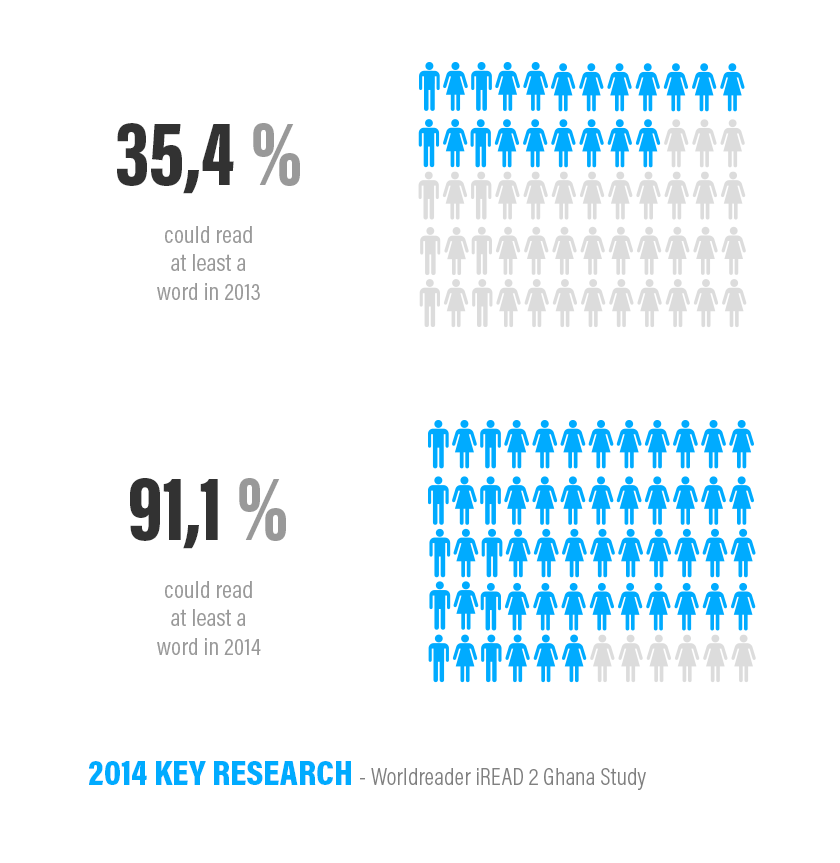 35,4 %
could read
at least a
word in 2013
91,1 %
could read
at least a
word in 2014
2014 KEY RESEARCH - Worldreader iREAD 2 Ghana Study